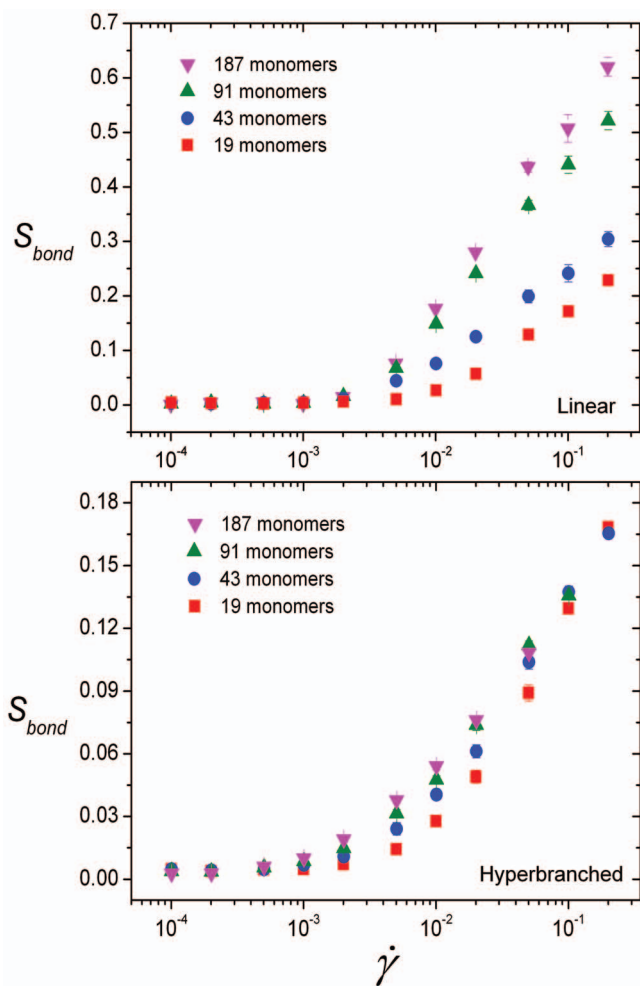 0.7
0.6
0.5
0.4
0.3
0.2
0.1
0.0
S_bond
187 monomers
91 monomers
43 monomers
19 monomers
Linear
10⁻⁴ 10⁻³ 10⁻² 10⁻¹
0.18
0.15
0.12
0.09
0.06
0.03
0.00
S_bond
187 monomers
91 monomers
43 monomers
19 monomers
Hyperbranched
10⁻⁴ 10⁻³ 10⁻² 10⁻¹
γ̇